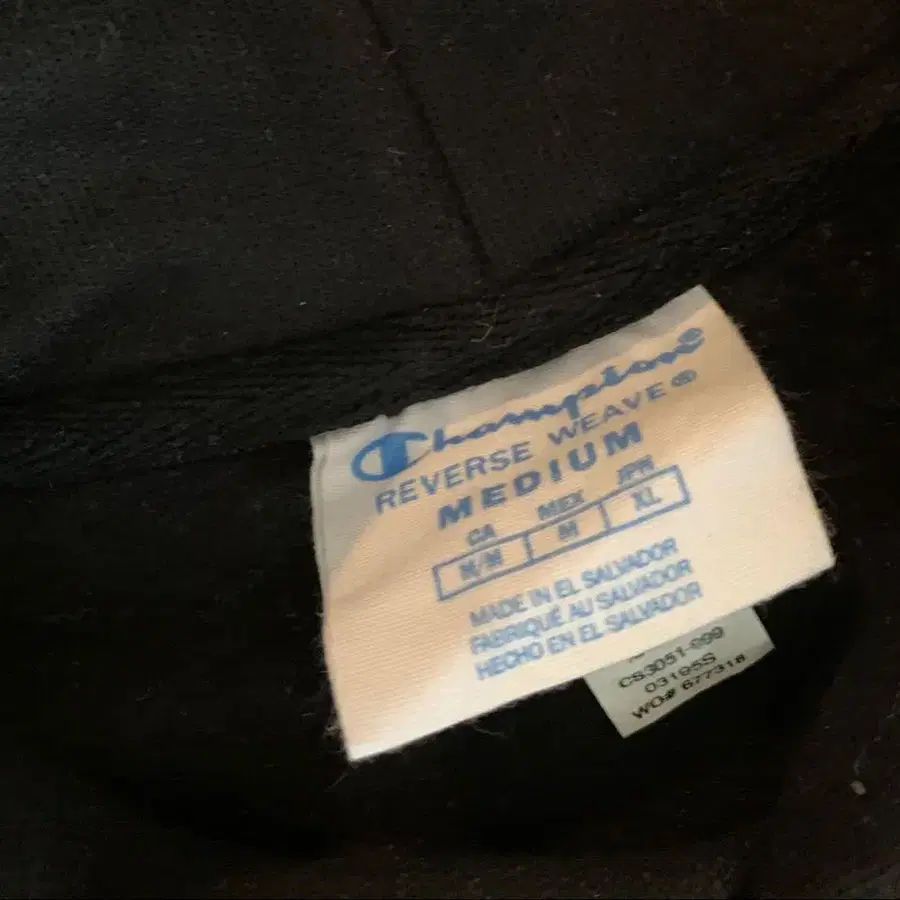 Champion®
REVERSE WEAVE®
MEDIUM
CA MEX JPN
M/M M XL
MADE IN EL SALVADOR
FABRIQUÉ AU SALVADOR
HECHO EN EL SALVADOR
CS3051-999
03195S
WO# 677318